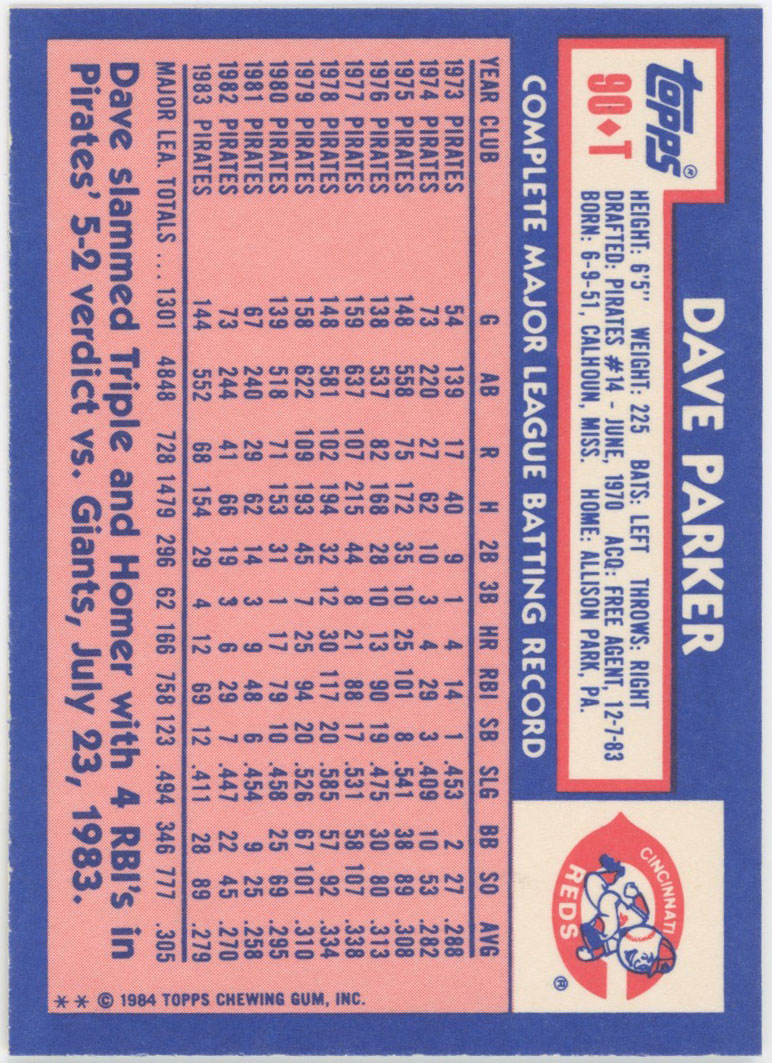 topps®
90♦T
DAVE PARKER
HEIGHT: 6'5" WEIGHT: 225 BATS: LEFT THROWS: RIGHT
DRAFTED: PIRATES #14 - JUNE, 1970 ACQ: FREE AGENT, 12-7-83
BORN: 6-9-51, CALHOUN, MISS. HOME: ALLISON PARK, PA.
CINCINNATI
REDS
®
COMPLETE MAJOR LEAGUE BATTING RECORD
YEAR CLUB G AB R H 2B 3B HR RBI SB SLG BB SO AVG
1973 PIRATES 54 139 17 40 9 1 4 14 1 .453 2 27 .288
1974 PIRATES 73 220 27 62 10 3 4 29 3 .409 10 53 .282
1975 PIRATES 148 558 75 172 35 10 25 101 8 .541 38 89 .308
1976 PIRATES 138 537 82 168 28 10 13 90 19 .475 30 80 .313
1977 PIRATES 159 637 107 215 44 8 21 88 17 .531 58 107 .338
1978 PIRATES 148 581 102 194 32 12 30 117 20 .585 57 92 .334
1979 PIRATES 158 622 109 193 45 7 25 94 20 .526 67 101 .310
1980 PIRATES 139 518 71 153 31 1 17 79 10 .458 25 69 .295
1981 PIRATES 67 240 29 62 14 3 9 48 6 .454 9 25 .258
1982 PIRATES 73 244 41 66 19 3 6 29 7 .447 22 45 .270
1983 PIRATES 144 552 68 154 29 4 12 69 12 .411 28 89 .279
MAJOR LEA. TOTALS ... 1301 4848 728 1479 296 62 166 758 123 .494 346 777 .305
Dave slammed Triple and Homer with 4 RBI's in
Pirates' 5-2 verdict vs. Giants, July 23, 1983.
** © 1984 TOPPS CHEWING GUM, INC.